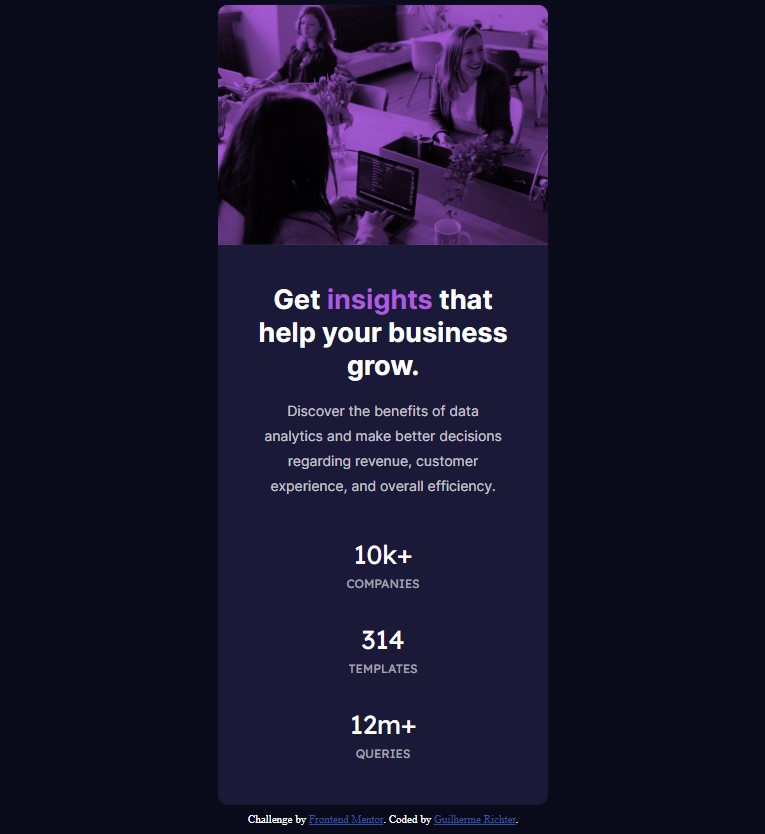 Get insights that
help your business
grow.
Discover the benefits of data
analytics and make better decisions
regarding revenue, customer
experience, and overall efficiency.
10k+
COMPANIES
314
TEMPLATES
12m+
QUERIES
Challenge by Frontend Mentor. Coded by Guilherme Richter.